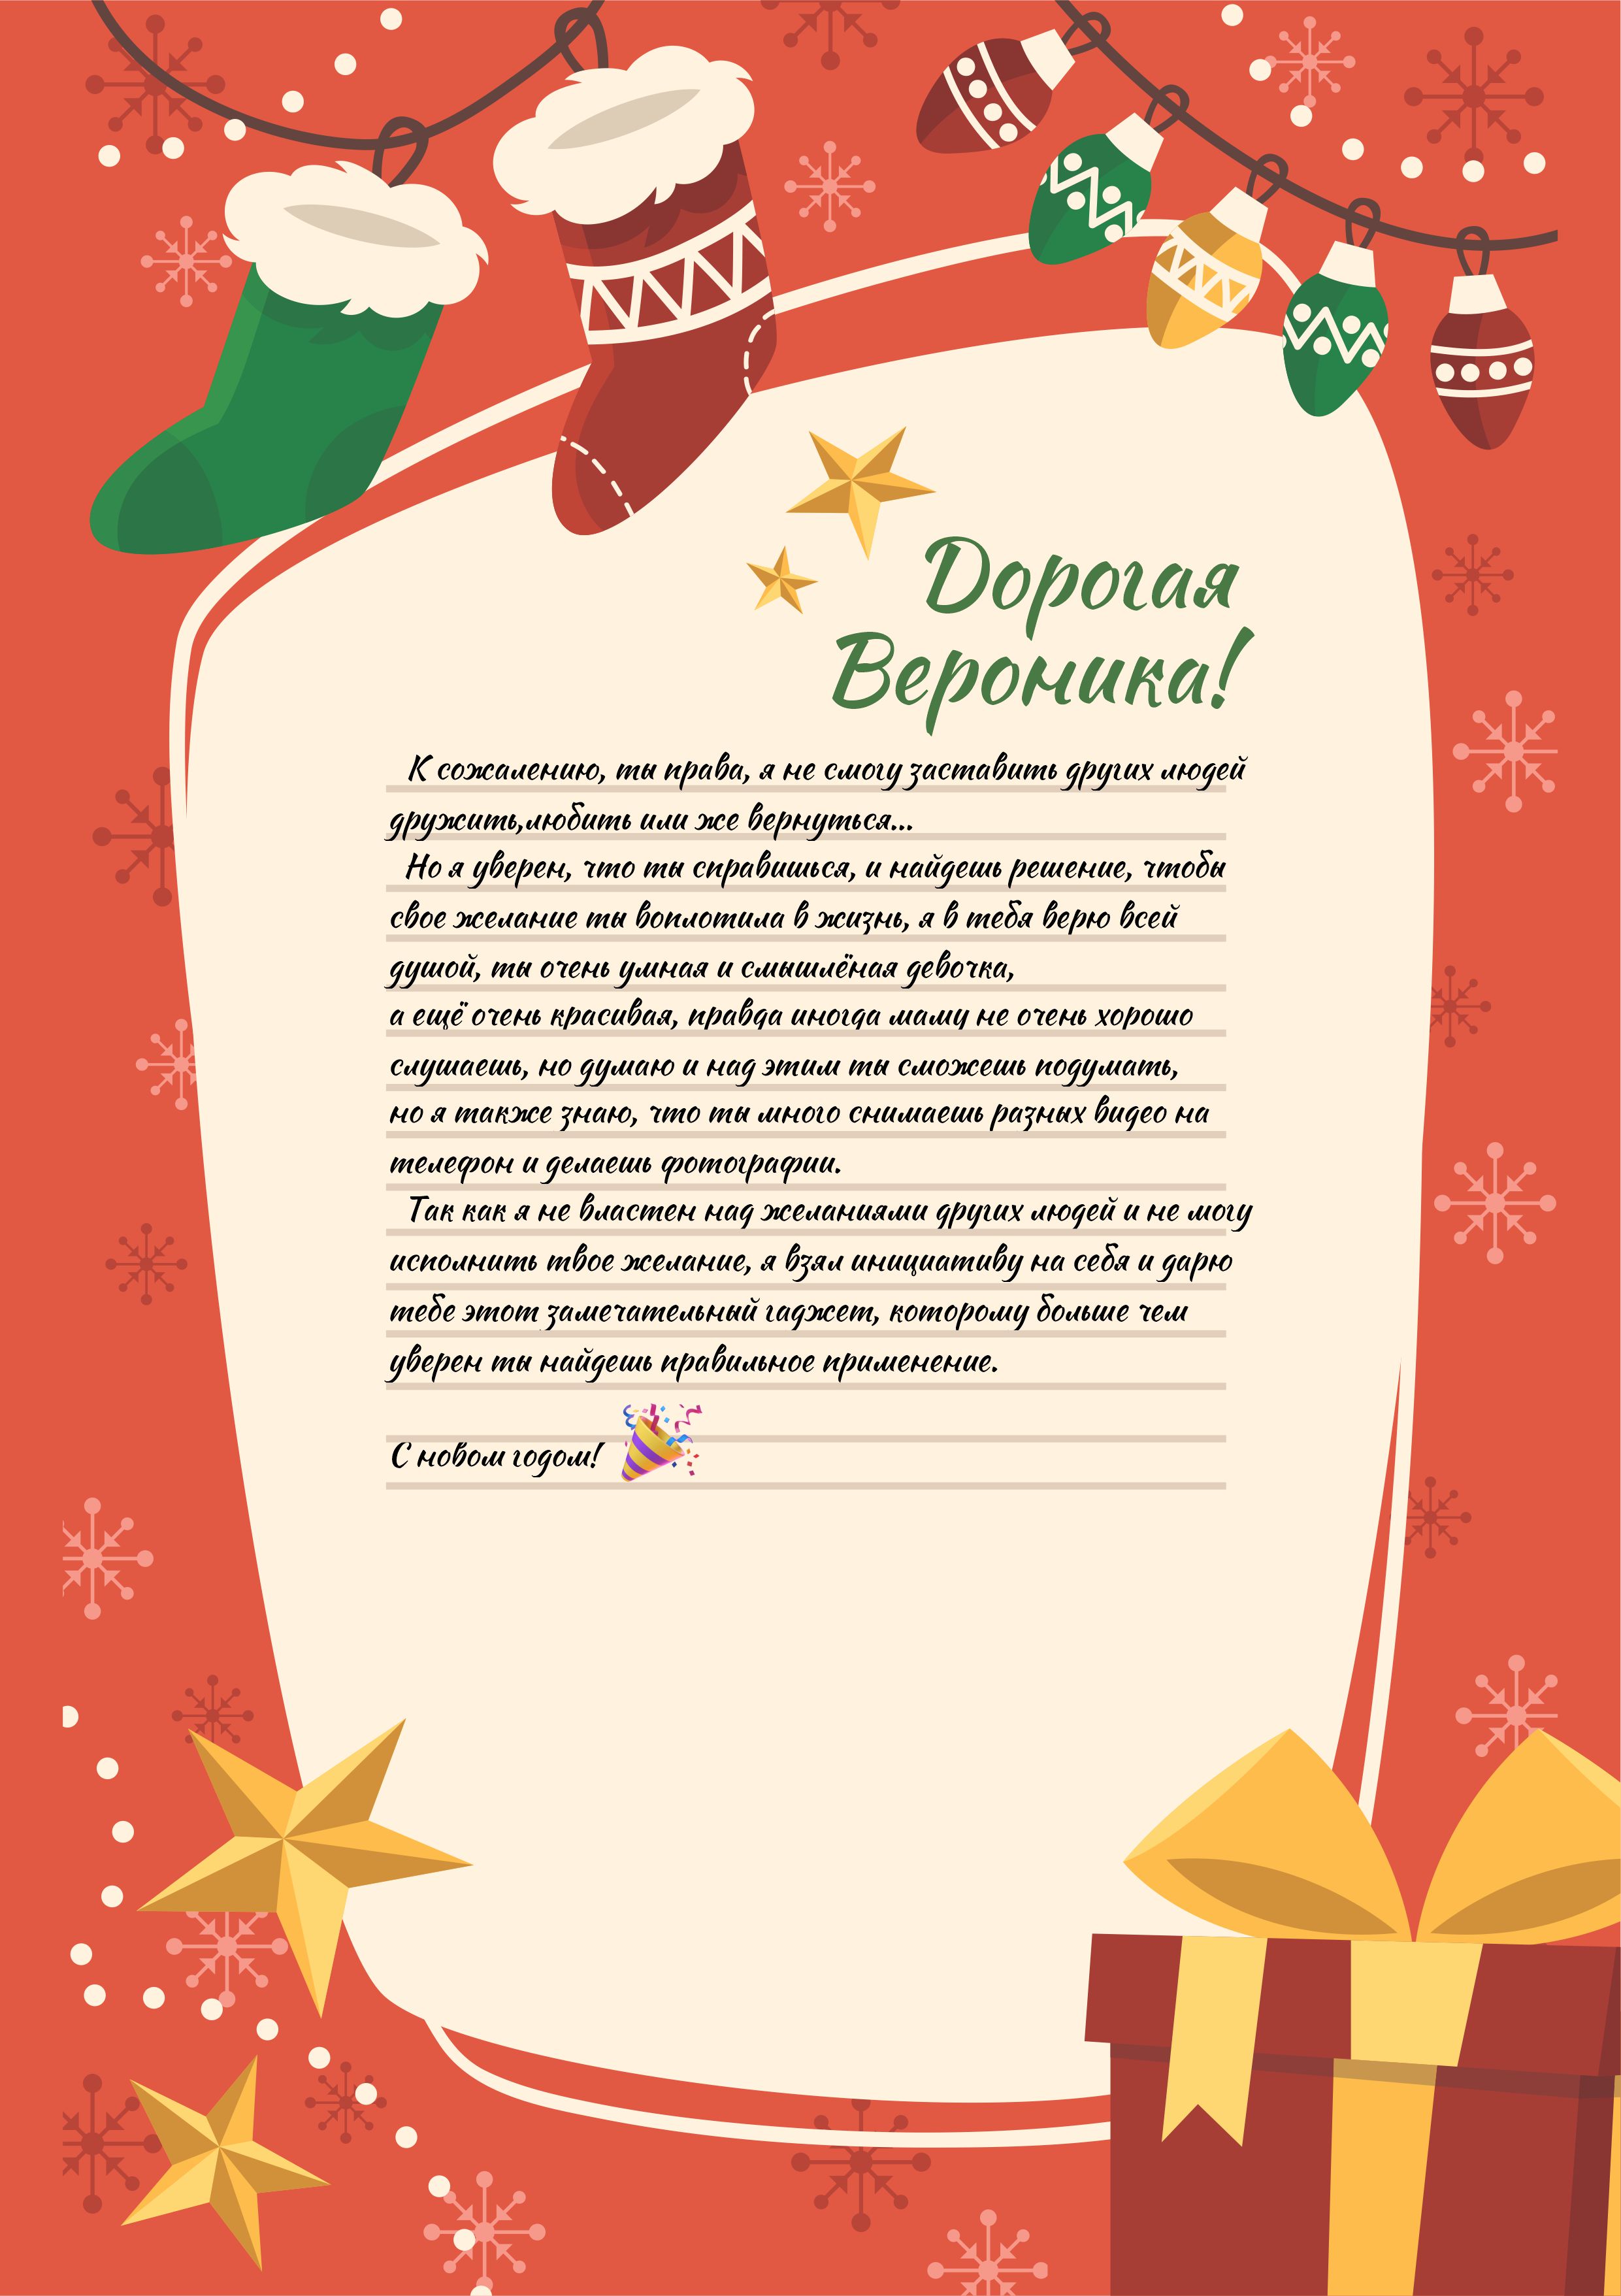 Дорогая
Вероника!
К сожалению, ты права, я не смогу заставить других людей
дружить,любить или же вернуться...
Но я уверен, что ты справишься, и найдешь решение, чтобы
свое желание ты воплотила в жизнь, я в тебя верю всей
душой, ты очень умная и смышлёная девочка,
а ещё очень красивая, правда иногда маму не очень хорошо
слушаешь, но думаю и над этим ты сможешь подумать,
но я также знаю, что ты много снимаешь разных видео на
телефон и делаешь фотографии.
Так как я не властен над желаниями других людей и не могу
исполнить твое желание, я взял инициативу на себя и дарю
тебе этот замечательный гаджет, которому больше чем
уверен ты найдешь правильное применение.
С новом годом!